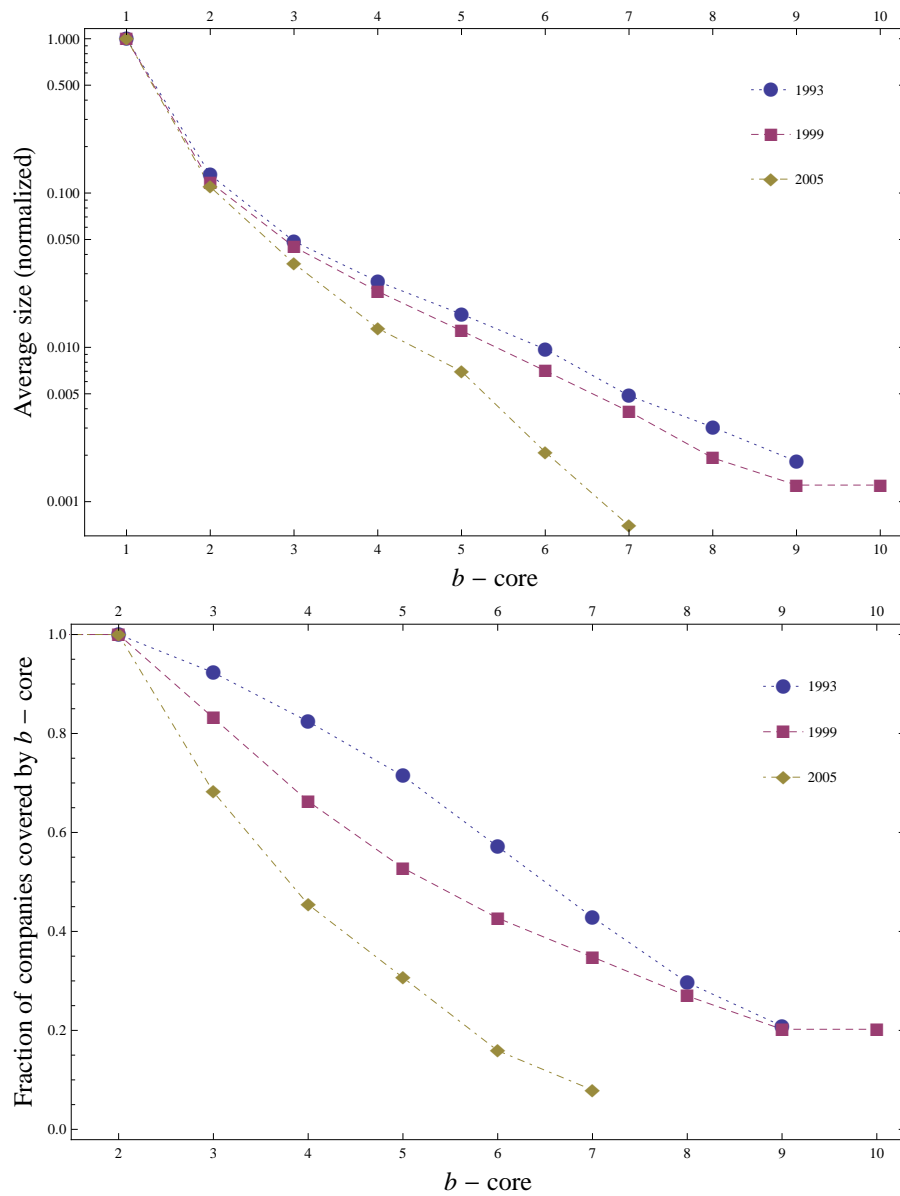 1 2 3 4 5 6 7 8 9 10
1.000
0.500
0.100
0.050
0.010
0.005
0.001
Average size (normalized)
1993
1999
2005
1 2 3 4 5 6 7 8 9 10
b – core
2 3 4 5 6 7 8 9 10
1.0
0.8
0.6
0.4
0.2
0.0
Fraction of companies covered by b – core
1993
1999
2005
2 3 4 5 6 7 8 9 10
b – core